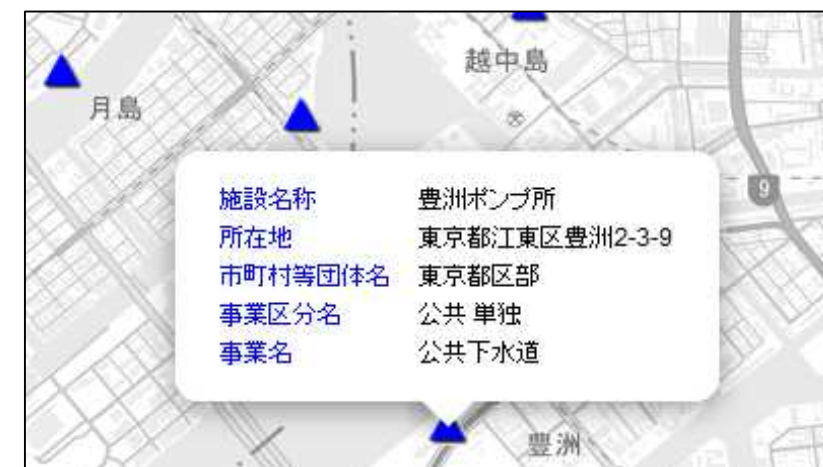 越中島
月島
施設名称 豊洲ポンプ所
所在地 東京都江東区豊洲2-3-9
市町村等団体名 東京都区部
事業区分名 公共 単独
事業名 公共下水道
9
豊洲